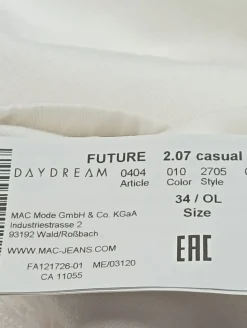 FUTURE 2.07 casual
DAYDREAM 0404 010 2705
Article Color Style
34 / OL
Size
MAC Mode GmbH & Co. KGaA
Industriestrasse 2
93192 Wald/Roßbach
WWW.MAC-JEANS.COM
EAC
FA121726-01 ME/03120
CA 11055